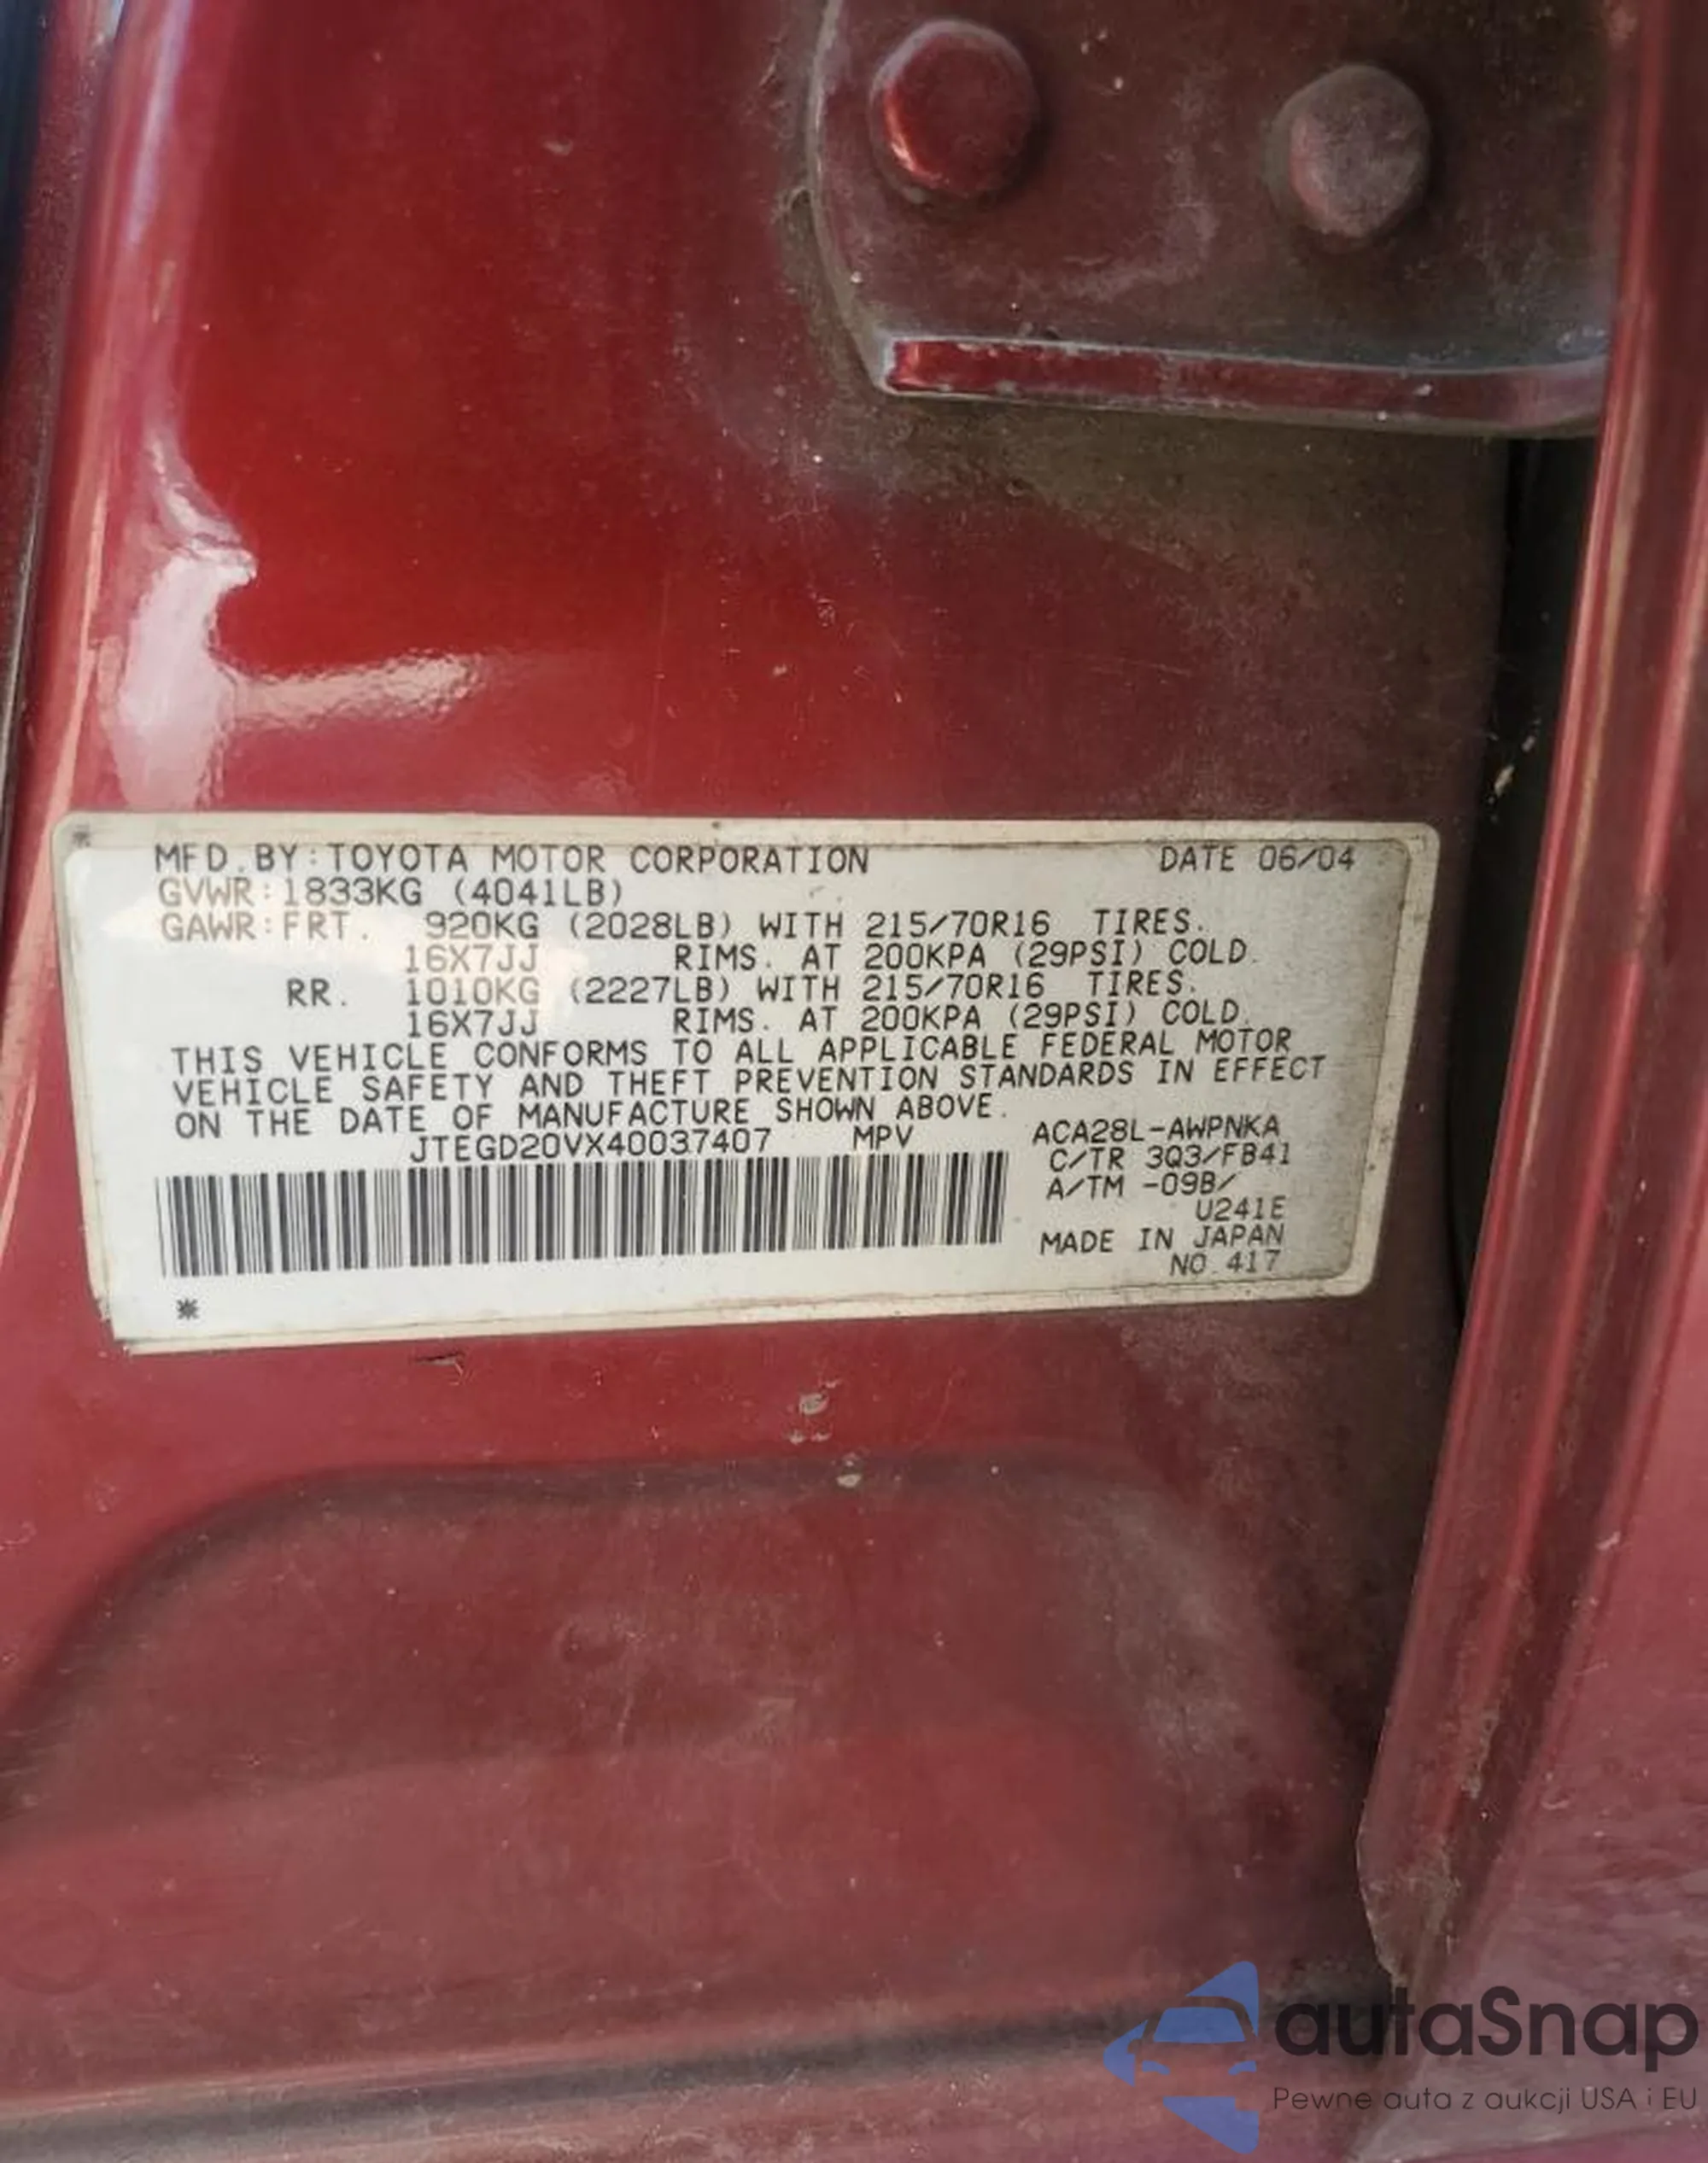 MFD.BY:TOYOTA MOTOR CORPORATION DATE 06/04
GVWR:1833KG (4041LB)
GAWR:FRT. 920KG (2028LB) WITH 215/70R16 TIRES.
16X7JJ RIMS. AT 200KPA (29PSI) COLD.
RR. 1010KG (2227LB) WITH 215/70R16 TIRES.
16X7JJ RIMS. AT 200KPA (29PSI) COLD.
THIS VEHICLE CONFORMS TO ALL APPLICABLE FEDERAL MOTOR
VEHICLE SAFETY AND THEFT PREVENTION STANDARDS IN EFFECT
ON THE DATE OF MANUFACTURE SHOWN ABOVE.
JTEGD20VX40037407 MPV ACA28L-AWPNKA
C/TR 3Q3/FB41
A/TM -09B/
U241E
MADE IN JAPAN
NO.417
autaSnap
Pewne auta z aukcji USA i EU